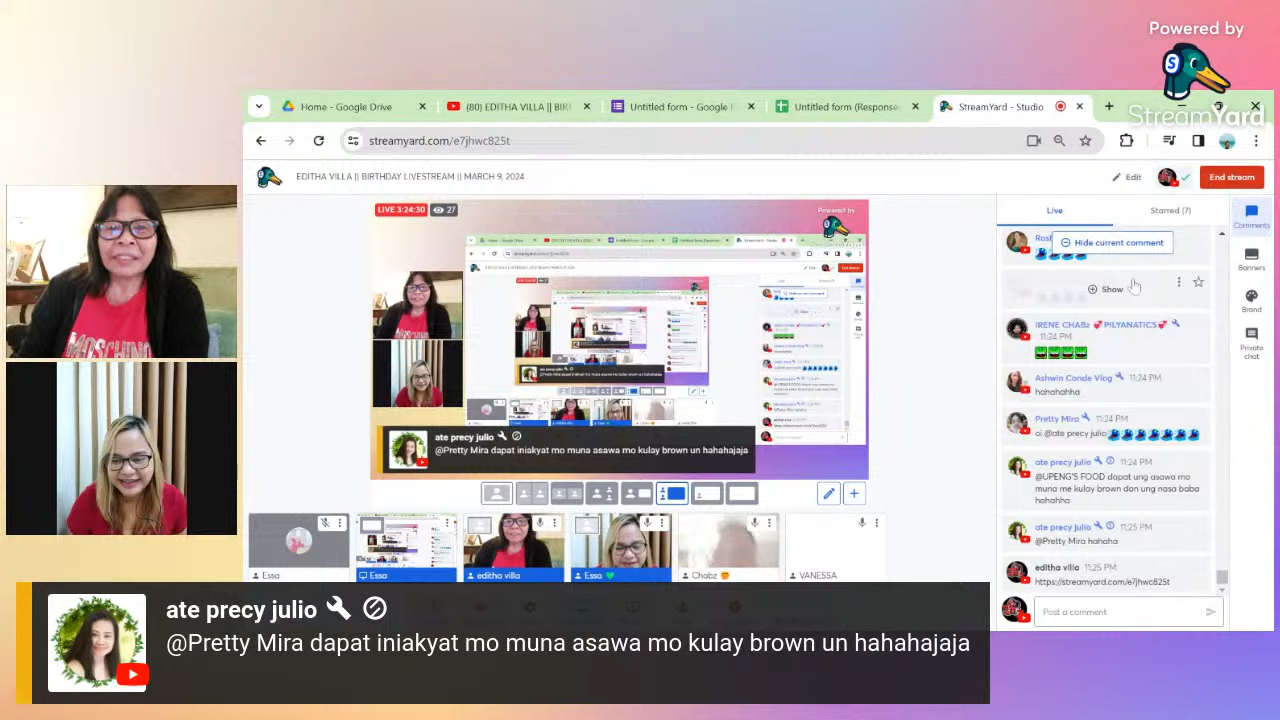 Powered by
StreamYard
Home - Google Drive
(80) EDITHA VILLA || BIRT
Untitled form - Google F
Untitled form (Response
StreamYard - Studio
streamyard.com/e7jhwc825t
EDITHA VILLA || BIRTHDAY LIVESTREAM || MARCH 9, 2024
Edit
End stream
LIVE 3:24:30
27
Powered by
ate precy julio
@Pretty Mira dapat iniakyat mo muna asawa mo kulay brown un hahahajaja
Live
Starred (7)
Hide current comment
Show
IRENE CHABz 💞PILYANATICS💞
11:24 PM
Ashwin Conde Vlog 11:24 PM
hahahahha
Pretty Mira 11:24 PM
ai @ate precy julio
ate precy julio 11:24 PM
@UPENG'S FOOD dapat ung asawa mo
muna me kulay brown don ung nasa baba
hahahha
ate precy julio 11:25 PM
@Pretty Mira hahaha
editha villa 11:25 PM
https://streamyard.com/e7jhwc825t
Post a comment
Comments
Banners
Brand
Private
chat
MOSCHINO
Essa
Essa
editha villa
Essa 💚
Chabz
VANESSA
ate precy julio
@Pretty Mira dapat iniakyat mo muna asawa mo kulay brown un hahahajaja